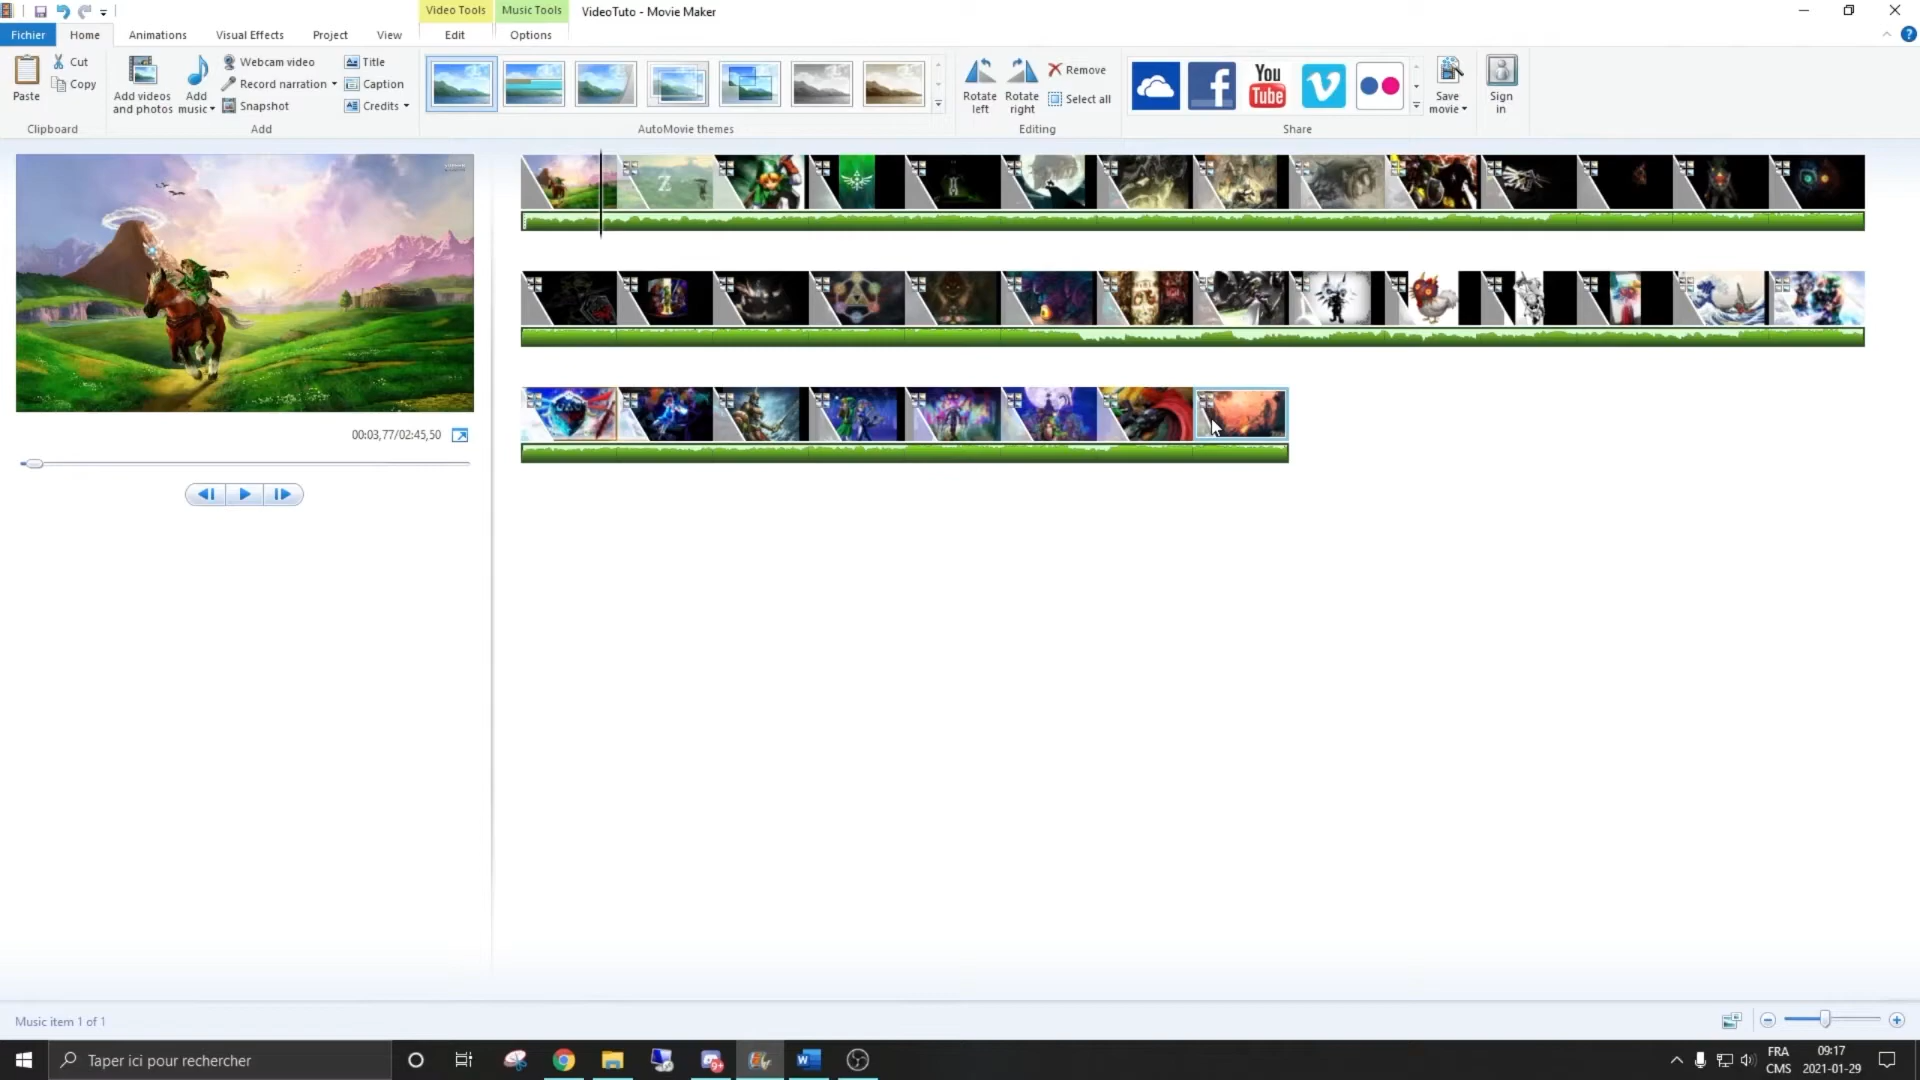 Video Tools
Music Tools
VideoTuto - Movie Maker
Fichier
Home
Animations
Visual Effects
Project
View
Edit
Options
Paste
Cut
Copy
Clipboard
Add videos
and photos
Add
music
Webcam video
Record narration
Snapshot
Title
Caption
Credits
Add
AutoMovie themes
Rotate
left
Rotate
right
Remove
Select all
Editing
You
Tube
Share
Save
movie
Sign
in
00:03,77/02:45,50
Z
Music item 1 of 1
Taper ici pour rechercher
9+
W
FRA
CMS
09:17
2021-01-29